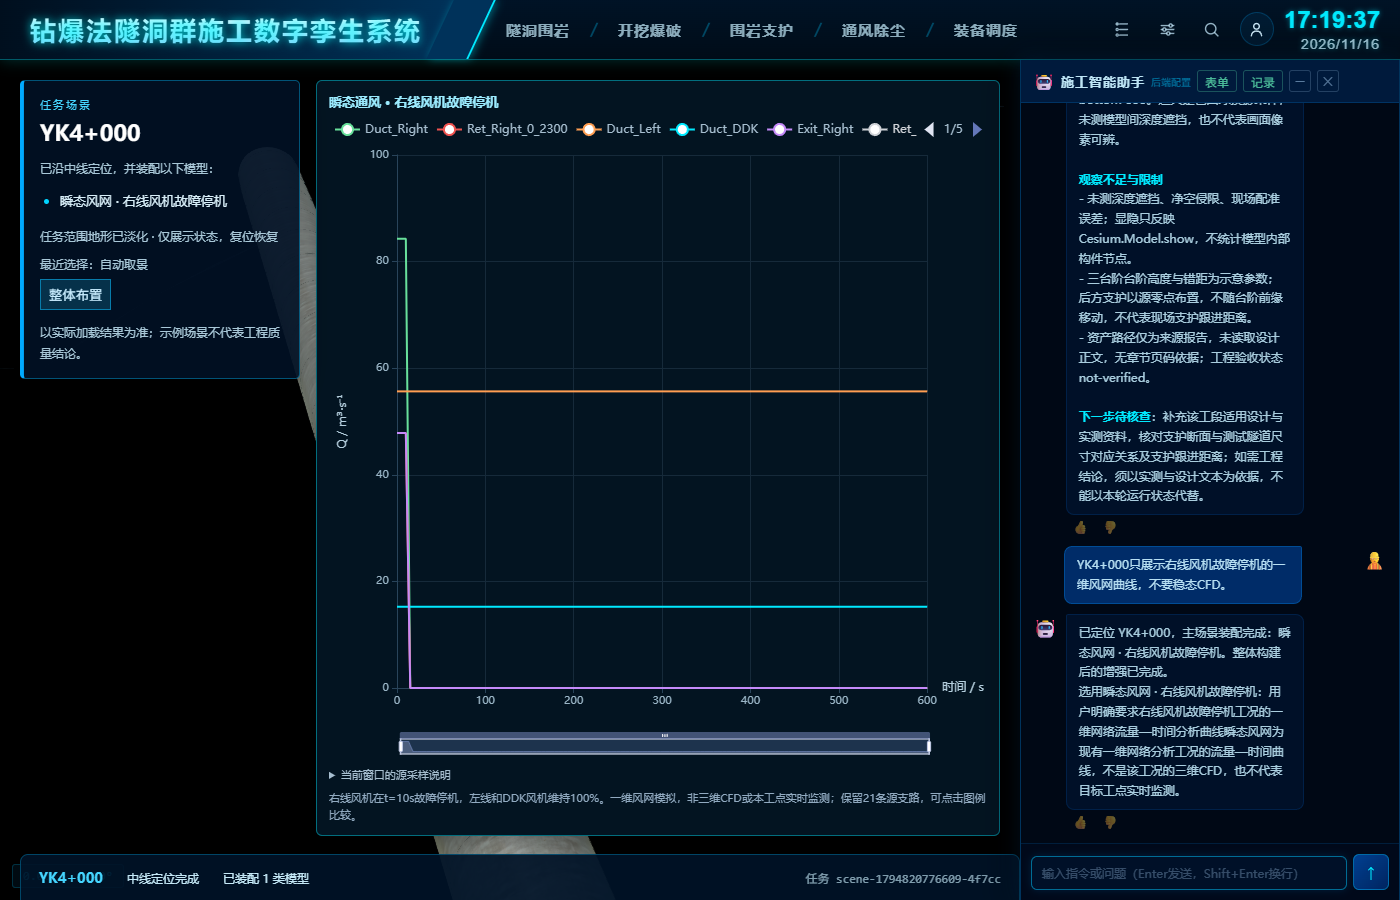 钻爆法隧洞群施工数字孪生系统
隧洞围岩 / 开挖爆破 / 围岩支护 / 通风除尘 / 装备调度
17:19:37
2026/11/16
任务场景
YK4+000
已沿中线定位，并装配以下模型：
瞬态风网 · 右线风机故障停机
任务范围地形已淡化 · 仅展示状态，复位恢复
最近选择：自动取景
整体布置
以实际加载结果为准；示例场景不代表工程质
量结论。
瞬态通风 • 右线风机故障停机
Duct_Right Ret_Right_0_2300 Duct_Left Duct_DDK Exit_Right Ret_ 1/5
100
80
60
40
20
0
Q / m³·s⁻¹
0 100 200 300 400 500 600
时间 / s
▶ 当前窗口的源采样说明
右线风机在t=10s故障停机，左线和DDK风机维持100%。一维风网模拟，非三维CFD或本工点实时监测；保留21条源支路，可点击图例
比较。
施工智能助手 后端配置 表单 记录
未测模型间深度遮挡，也不代表画面像
素可辨。
观察不足与限制
- 未测深度遮挡、净空侵限、现场配准
误差；显隐只反映
Cesium.Model.show，不统计模型内部
构件节点。
- 三台阶台阶高度与错距为示意参数；
后方支护以源零点布置，不随台阶前缘
移动，不代表现场支护跟进距离。
- 资产路径仅为来源报告，未读取设计
正文，无章节页码依据；工程验收状态
not-verified。
下一步待核查：补充该工段适用设计与
实测资料，核对支护断面与测试隧道尺
寸对应关系及支护跟进距离；如需工程
结论，须以实测与设计文本为依据，不
能以本轮运行状态代替。
YK4+000只展示右线风机故障停机的一
维风网曲线，不要稳态CFD。
已定位 YK4+000，主场景装配完成：瞬
态风网 · 右线风机故障停机。整体构建
后的增强已完成。
选用瞬态风网 · 右线风机故障停机：用
户明确要求右线风机故障停机工况的一
维网络流量—时间分析曲线瞬态风网为
现有一维网络分析工况的流量—时间曲
线，不是该工况的三维CFD，也不代表
目标工点实时监测。
输入指令或问题（Enter发送，Shift+Enter换行）
YK4+000 中线定位完成 已装配 1 类模型
任务 scene-1794820776609-4f7cc